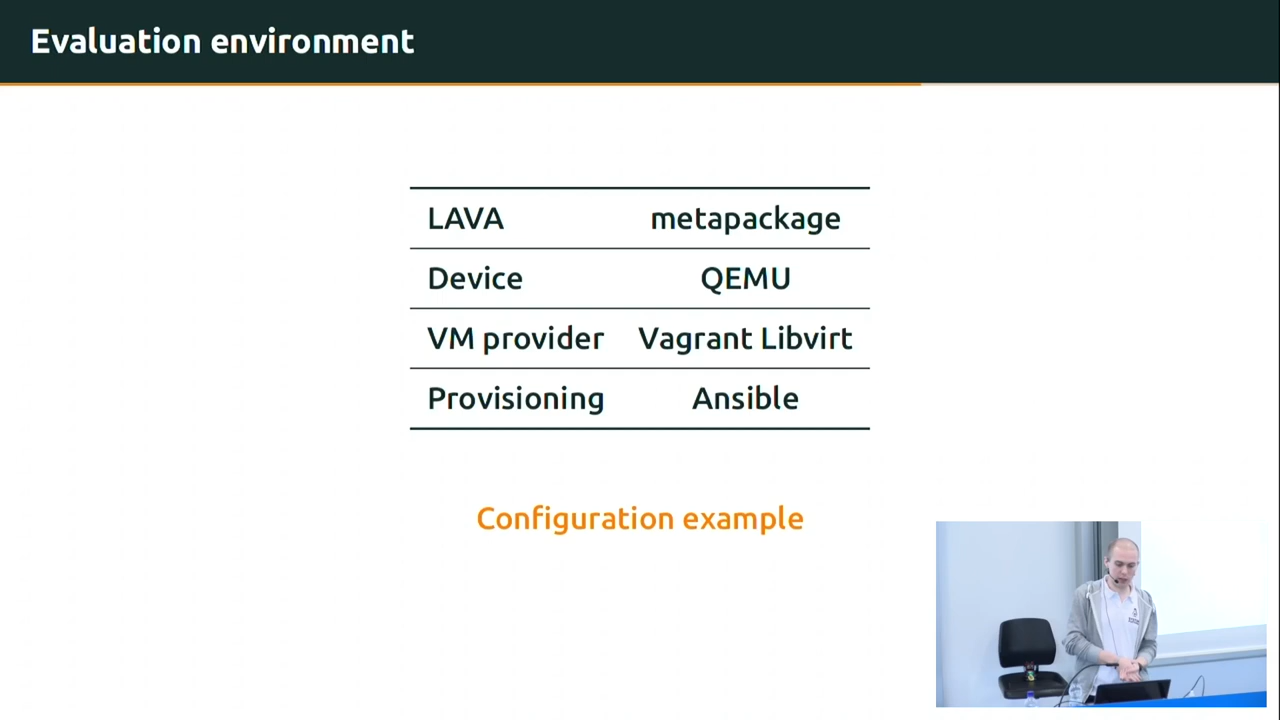 Evaluation environment
LAVA metapackage
Device QEMU
VM provider Vagrant Libvirt
Provisioning Ansible
Configuration example